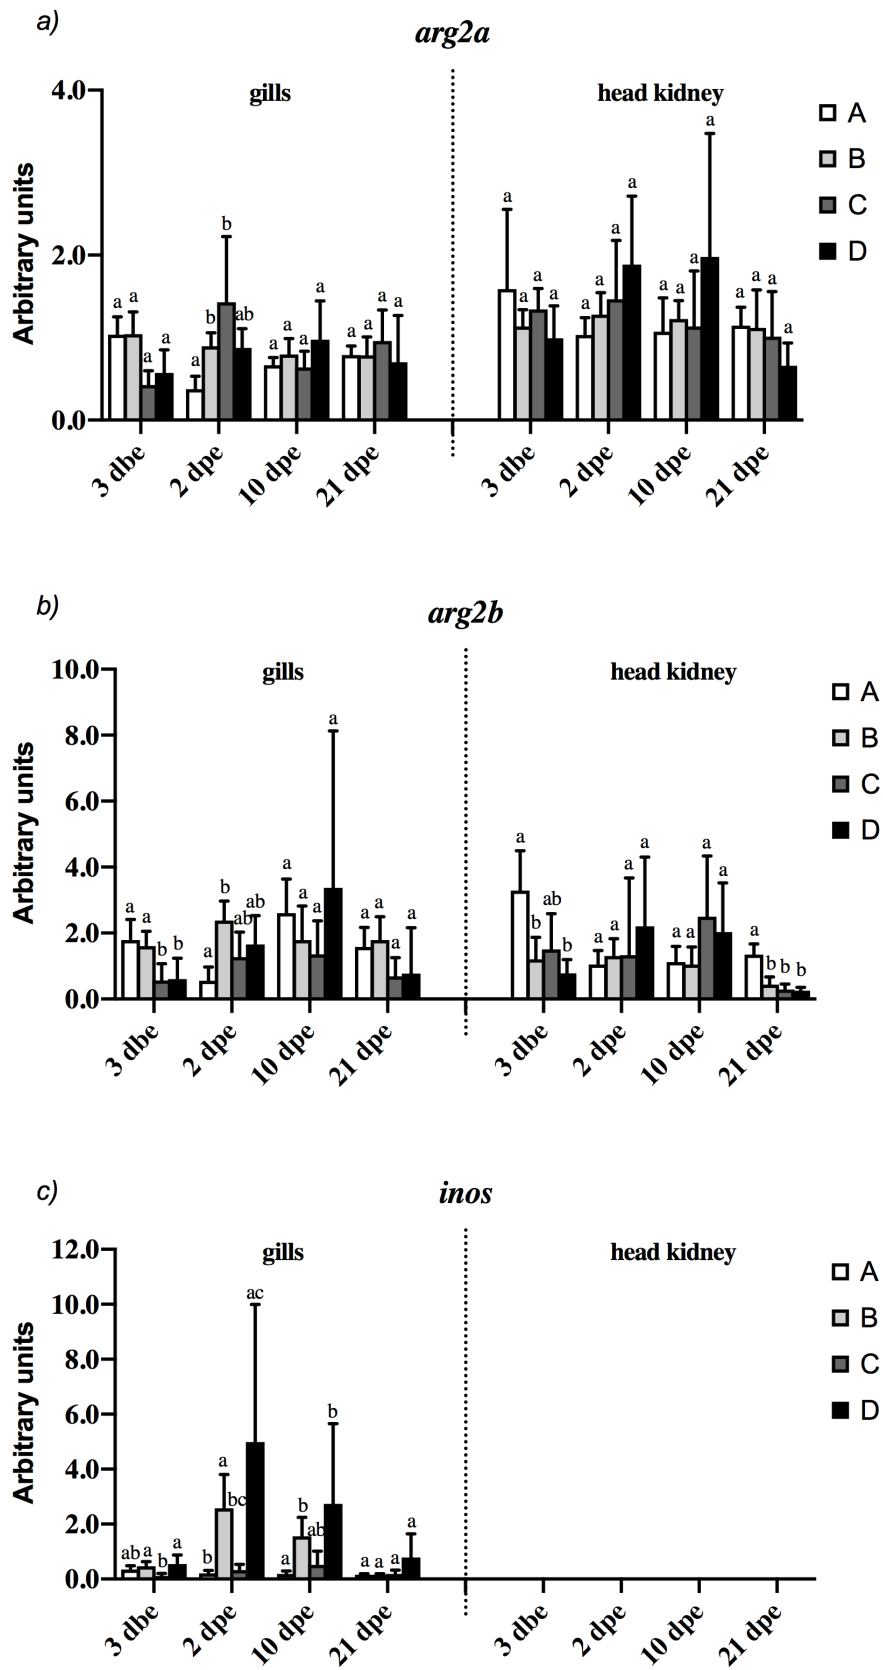 a)
arg2a
gills
head kidney
4.0
2.0
0.0
Arbitrary units
a a a a
a b b ab
a a a a
a a a a
a a a a
a a a a
a a a a
a a a a
3 dbe 2 dpe 10 dpe 21 dpe
3 dbe 2 dpe 10 dpe 21 dpe
A
B
C
D
b)
arg2b
gills
head kidney
10.0
8.0
6.0
4.0
2.0
0.0
Arbitrary units
a a b b
a b ab ab
a a a a
a a a a
a b ab b
a a a a
a a a a
a b b b
3 dbe 2 dpe 10 dpe 21 dpe
3 dbe 2 dpe 10 dpe 21 dpe
A
B
C
D
c)
inos
gills
head kidney
12.0
10.0
8.0
6.0
4.0
2.0
0.0
Arbitrary units
ab a b a
b a bc ac
a b ab b
a a a a
3 dbe 2 dpe 10 dpe 21 dpe
3 dbe 2 dpe 10 dpe 21 dpe
A
B
C
D